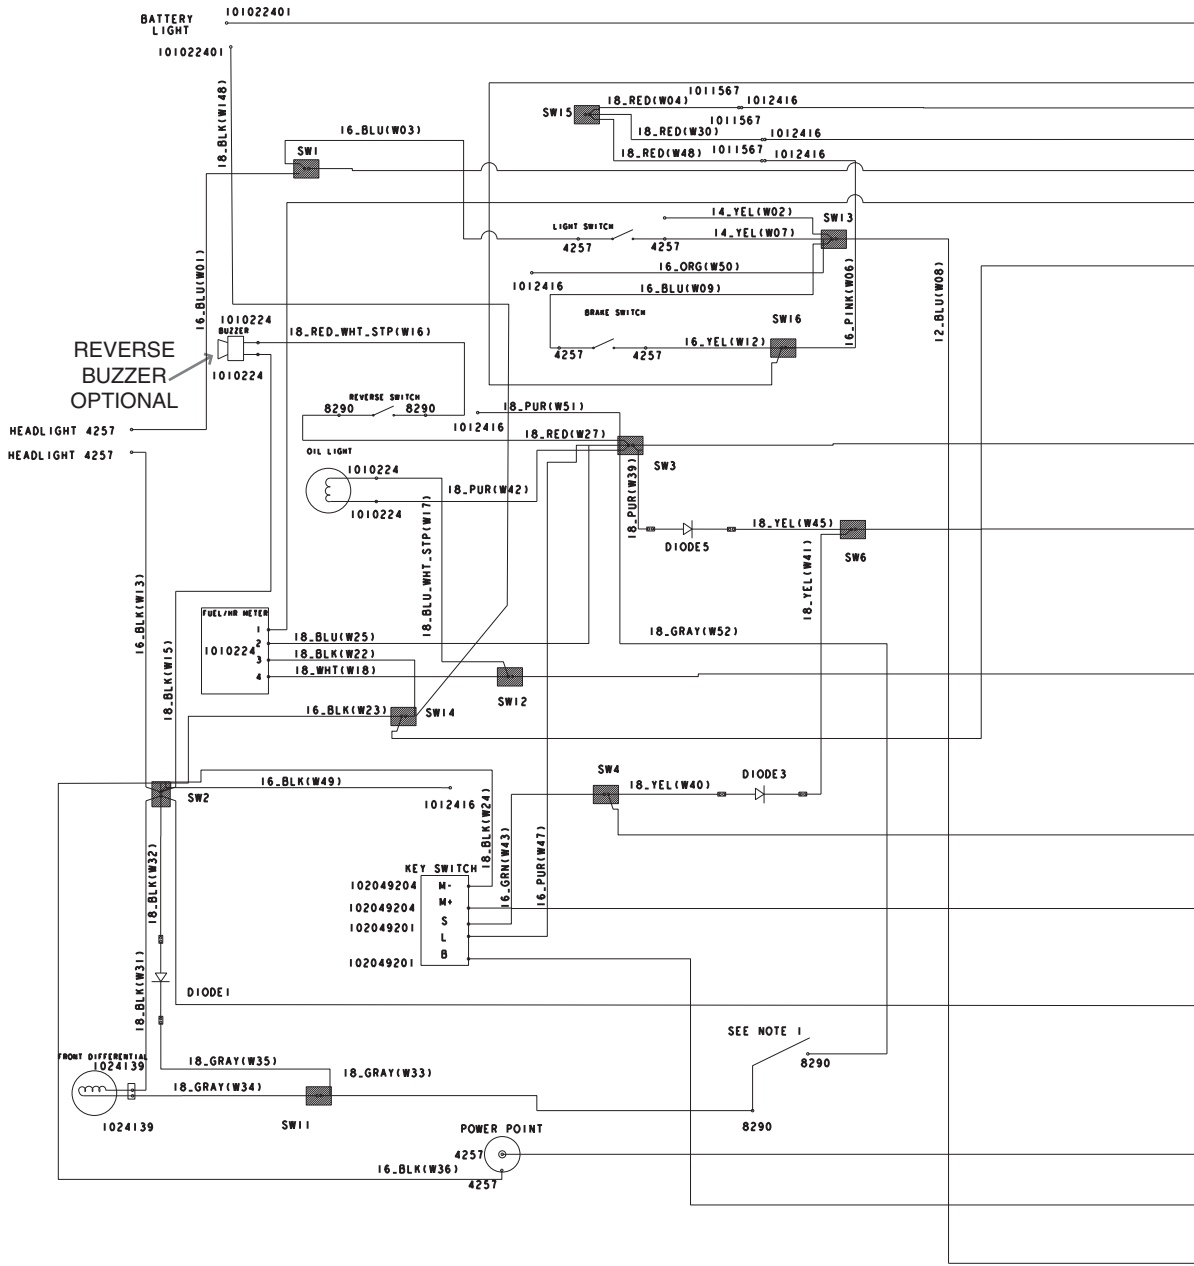 101022401
BATTERY
LIGHT
101022401
18_BLK(W148)
1011567
18_RED(W04)
1012416
SW15
1011567
18_RED(W30)
1012416
18_RED(W48)
1011567
1012416
16_BLU(W03)
SW1
14_YEL(W02)
SW13
LIGHT SWITCH
14_YEL(W07)
4257
4257
16_ORG(W50)
1012416
16_BLU(W09)
16_BLU(W01)
16_PINK(W06)
12_BLU(W08)
BRAKE SWITCH
SW16
16_YEL(W12)
4257
4257
1010224
BUZZER
18_RED_WHT_STP(W16)
1010224
REVERSE
BUZZER
OPTIONAL
REVERSE SWITCH
8290
8290
18_PUR(W51)
1012416
HEADLIGHT 4257
HEADLIGHT 4257
18_RED(W27)
SW3
OIL LIGHT
1010224
18_PUR(W42)
1010224
18_PUR(W39)
18_BLU_WHT_STP(W17)
18_YEL(W45)
DIODE5
SW6
18_YEL(W41)
16_BLK(W13)
18_BLK(W15)
FUEL/HR METER
1
2
1010224
3
4
18_BLU(W25)
18_BLK(W22)
18_WHT(W18)
18_GRAY(W52)
SW12
16_BLK(W23)
SW14
SW4
18_YEL(W40)
DIODE3
16_BLK(W49)
1012416
SW2
18_BLK(W24)
16_GRN(W43)
16_PUR(W47)
18_BLK(W32)
KEY SWITCH
102049204
M-
102049204
M+
102049201
S
L
102049201
B
18_BLK(W31)
DIODE1
SEE NOTE 1
8290
FRONT DIFFERENTIAL
1024139
18_GRAY(W35)
18_GRAY(W33)
18_GRAY(W34)
1024139
SW11
8290
POWER POINT
4257
16_BLK(W36)
4257